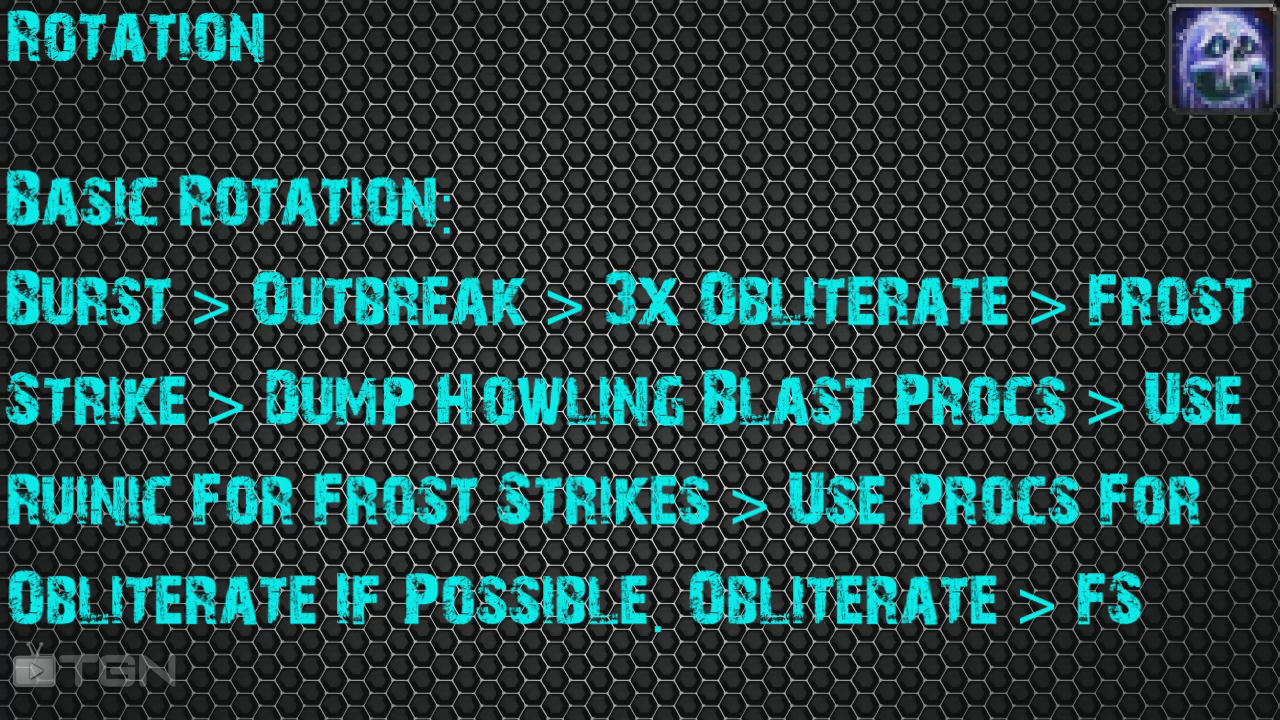 Rotation
Basic Rotation:
Burst > Outbreak > 3x Obliterate > Frost
Strike > Dump Howling Blast Procs > Use
Ruinic For Frost Strikes > Use Procs For
Obliterate If Possible. Obliterate > FS
TGN